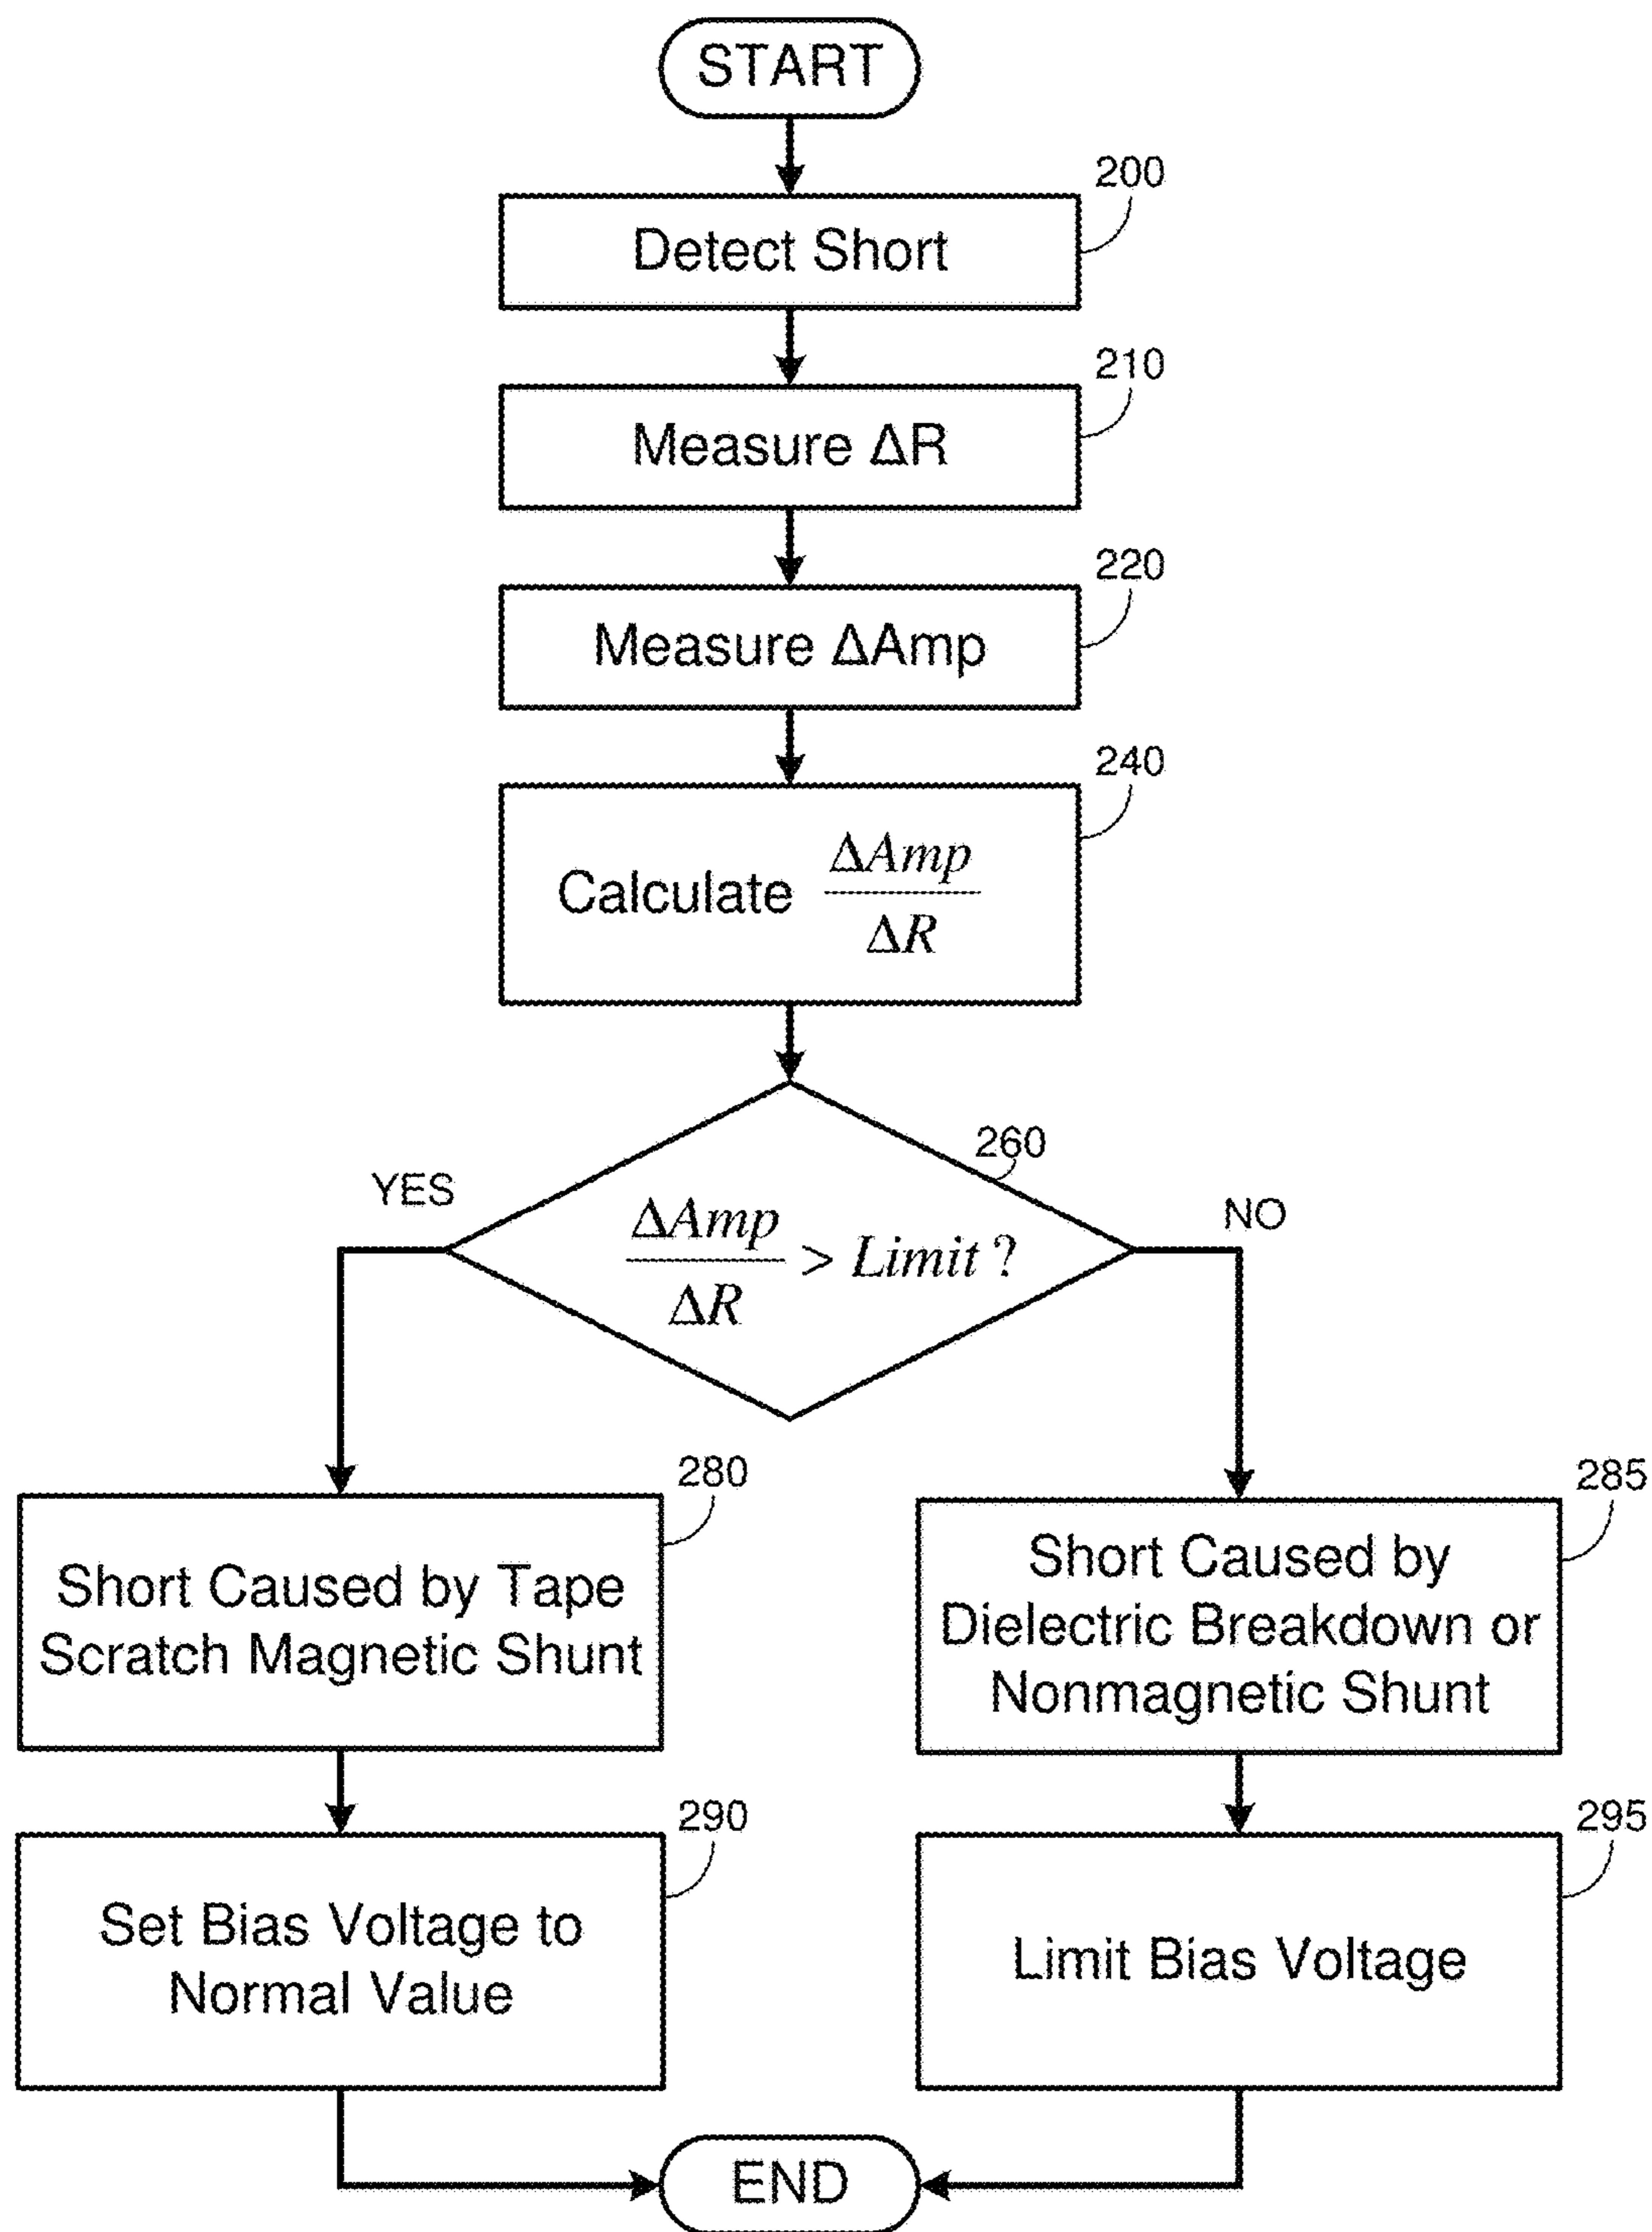 START
200
Detect Short
210
Measure ΔR
220
Measure ΔAmp
240
Calculate ΔAmp
ΔR
260
YES
NO
ΔAmp
ΔR
> Limit ?
280
Short Caused by Tape
Scratch Magnetic Shunt
285
Short Caused by
Dielectric Breakdown or
Nonmagnetic Shunt
290
Set Bias Voltage to
Normal Value
295
Limit Bias Voltage
END